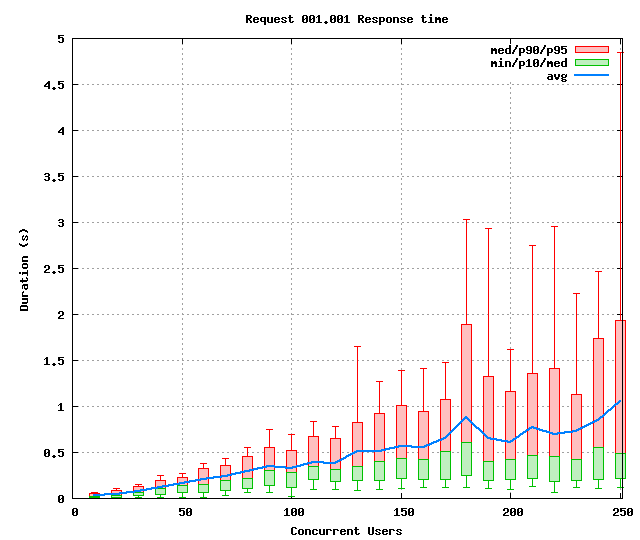 Request 001.001 Response time
med/p90/p95
min/p10/med
avg
5
4.5
4
3.5
3
2.5
2
1.5
1
0.5
0
Duration (s)
0 50 100 150 200 250
Concurrent Users